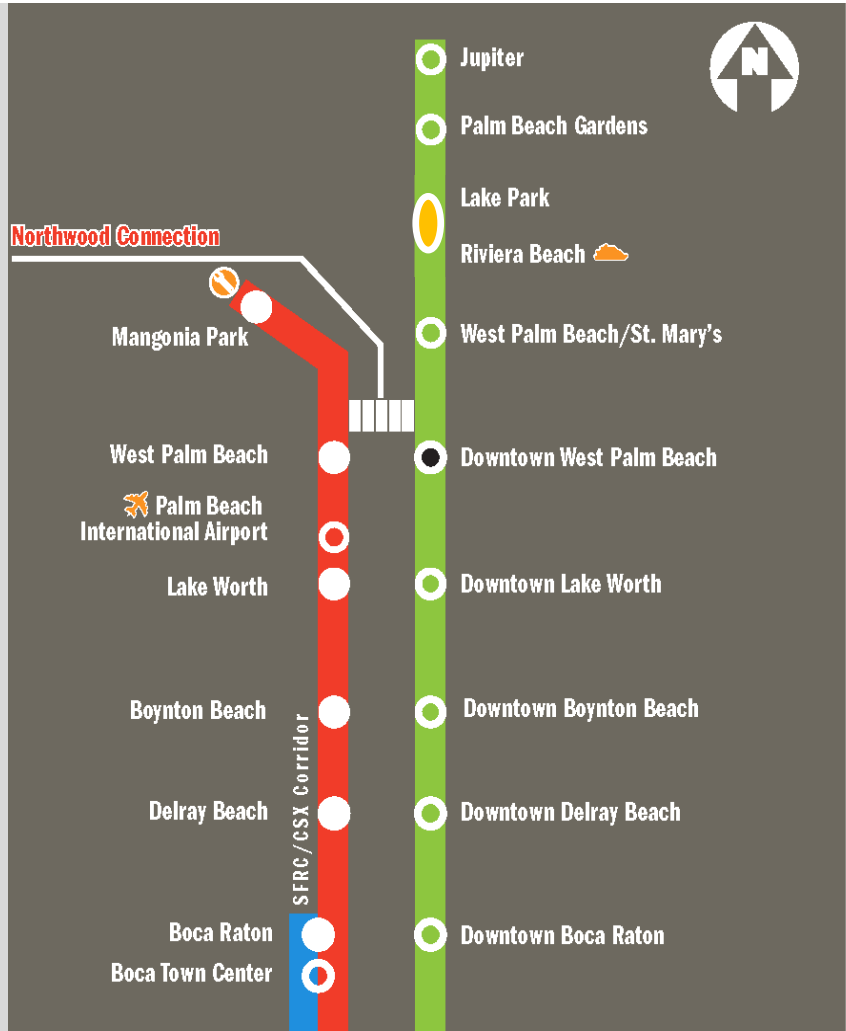 N
Jupiter
Palm Beach Gardens
Lake Park
Northwood Connection
Riviera Beach
Mangonia Park
West Palm Beach/St. Mary's
West Palm Beach
Downtown West Palm Beach
Palm Beach
International Airport
Lake Worth
Downtown Lake Worth
Boynton Beach
Downtown Boynton Beach
SFRC/CSX Corridor
Delray Beach
Downtown Delray Beach
Boca Raton
Downtown Boca Raton
Boca Town Center